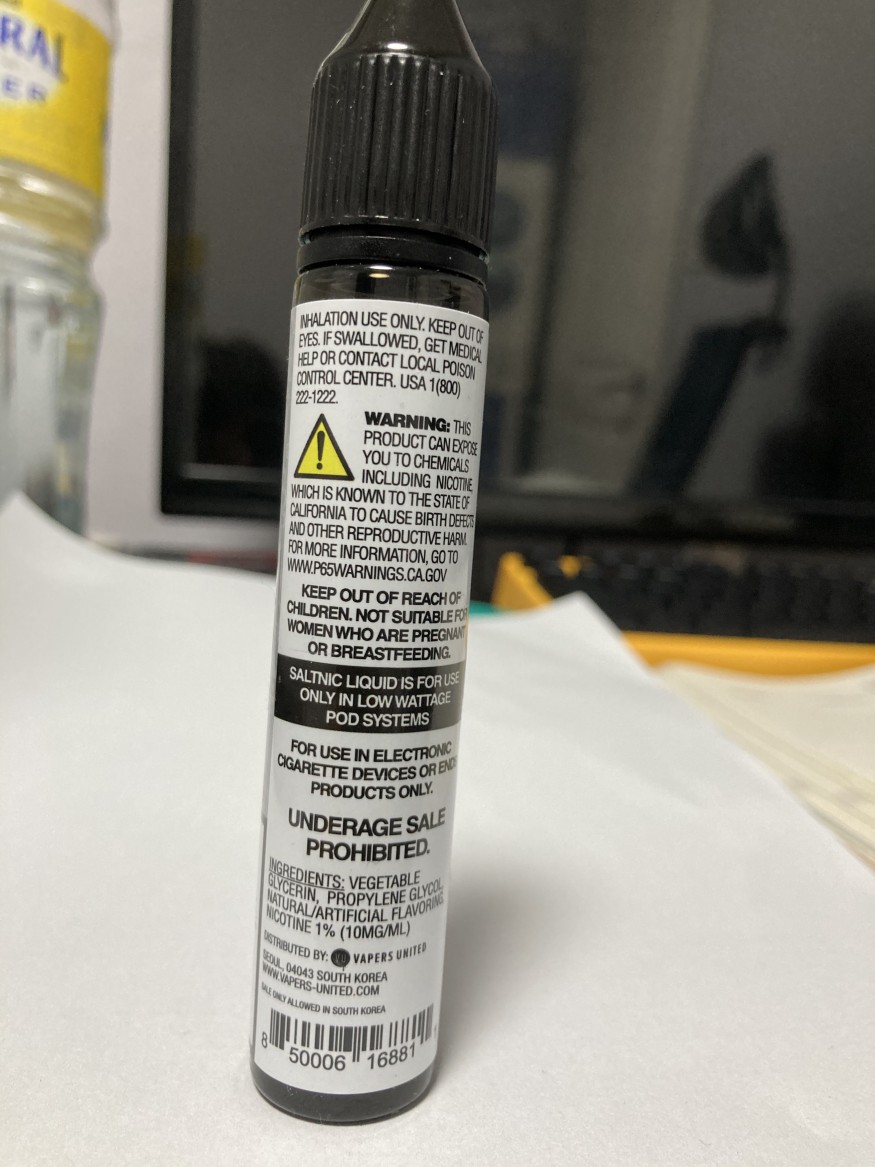 RAL
ER
INHALATION USE ONLY. KEEP OUT OF
EYES. IF SWALLOWED, GET MEDICAL
HELP OR CONTACT LOCAL POISON
CONTROL CENTER. USA 1(800)
222-1222.
WARNING: THIS
PRODUCT CAN EXPOSE
YOU TO CHEMICALS
INCLUDING NICOTINE,
WHICH IS KNOWN TO THE STATE OF
CALIFORNIA TO CAUSE BIRTH DEFECTS
AND OTHER REPRODUCTIVE HARM.
FOR MORE INFORMATION, GO TO
WWW.P65WARNINGS.CA.GOV
KEEP OUT OF REACH OF
CHILDREN. NOT SUITABLE FOR
WOMEN WHO ARE PREGNANT
OR BREASTFEEDING.
SALTNIC LIQUID IS FOR USE
ONLY IN LOW WATTAGE
POD SYSTEMS
FOR USE IN ELECTRONIC
CIGARETTE DEVICES OR ENDS
PRODUCTS ONLY.
UNDERAGE SALE
PROHIBITED.
INGREDIENTS: VEGETABLE
GLYCERIN, PROPYLENE GLYCOL,
NATURAL/ARTIFICIAL FLAVORING,
NICOTINE 1% (10MG/ML)
DISTRIBUTED BY: VU VAPERS UNITED
SEOUL, 04043 SOUTH KOREA
WWW.VAPERS-UNITED.COM
SALE ONLY ALLOWED IN SOUTH KOREA
8 50006 16881 1